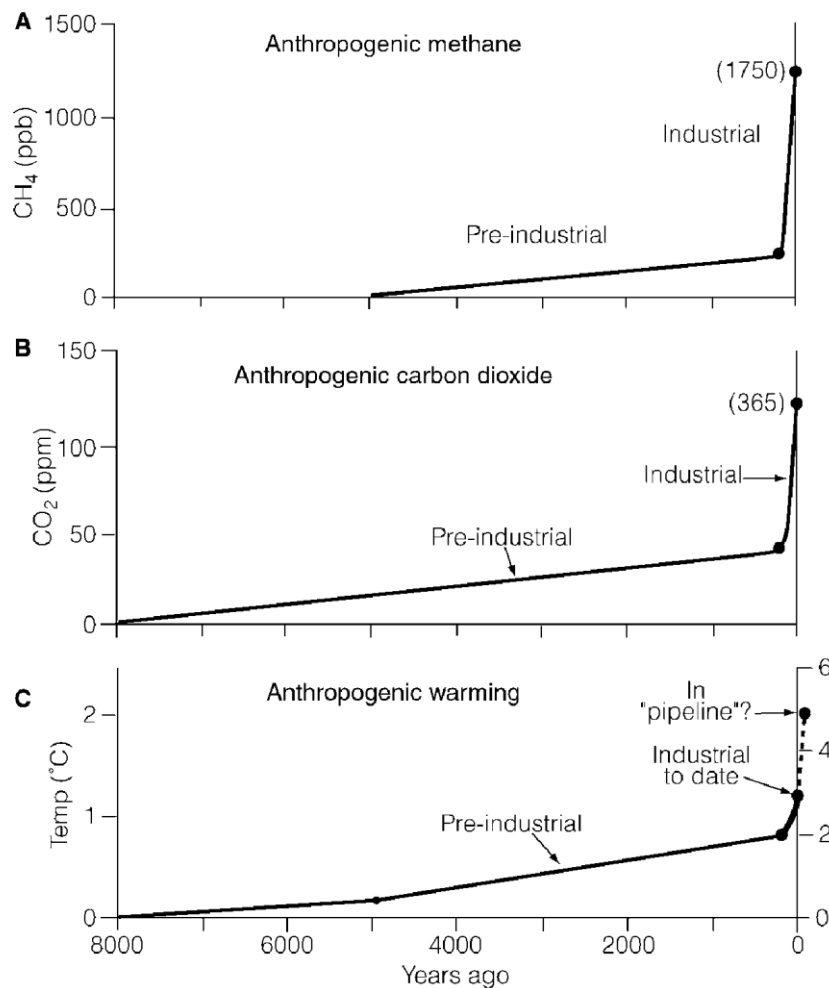 A
1500
Anthropogenic methane
(1750)
1000
Industrial
CH₄ (ppb)
500
Pre-industrial
0
B
150
Anthropogenic carbon dioxide
(365)
100
Industrial
CO₂ (ppm)
50
Pre-industrial
0
C
Anthropogenic warming
In
"pipeline"?
6
2
4
Industrial
to date
Temp (°C)
1
Pre-industrial
2
0
0
8000
6000
4000
2000
0
Years ago